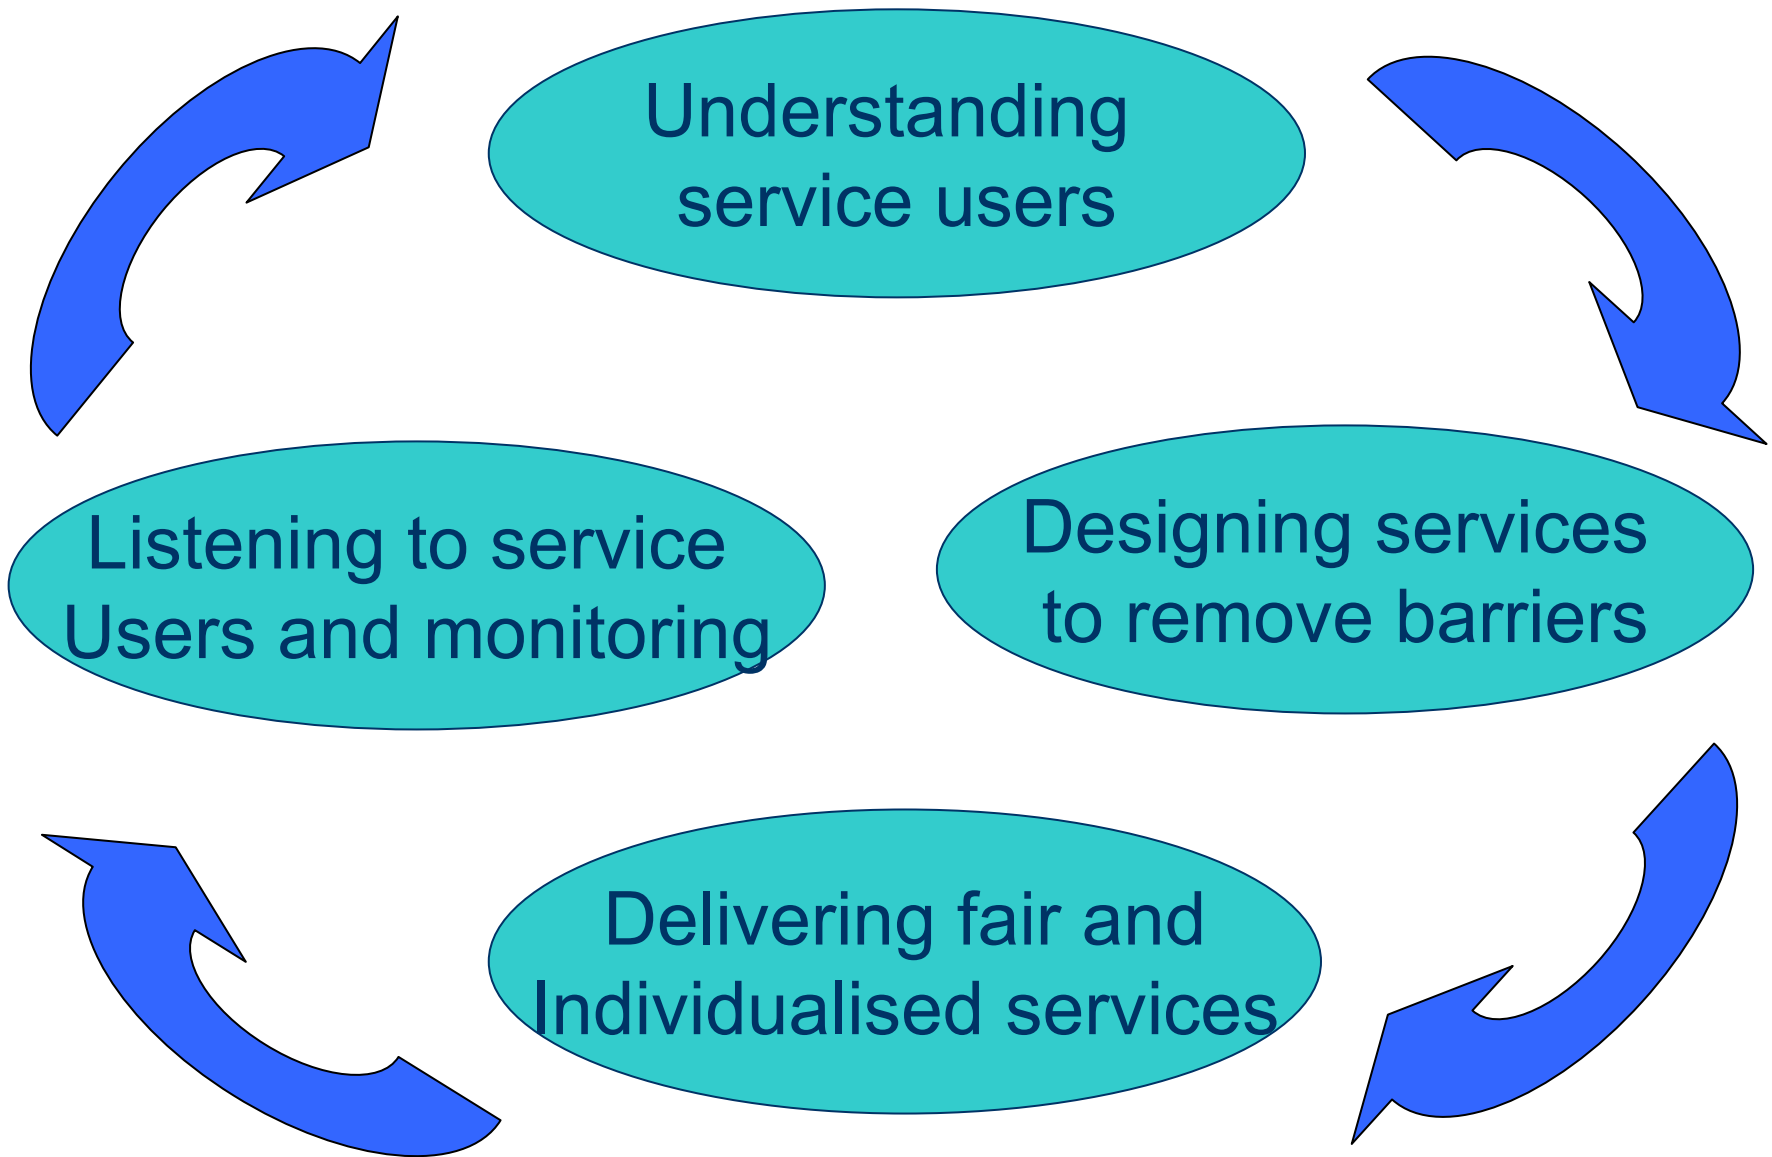 Understanding
service users
Listening to service
Users and monitoring
Designing services
to remove barriers
Delivering fair and
Individualised services